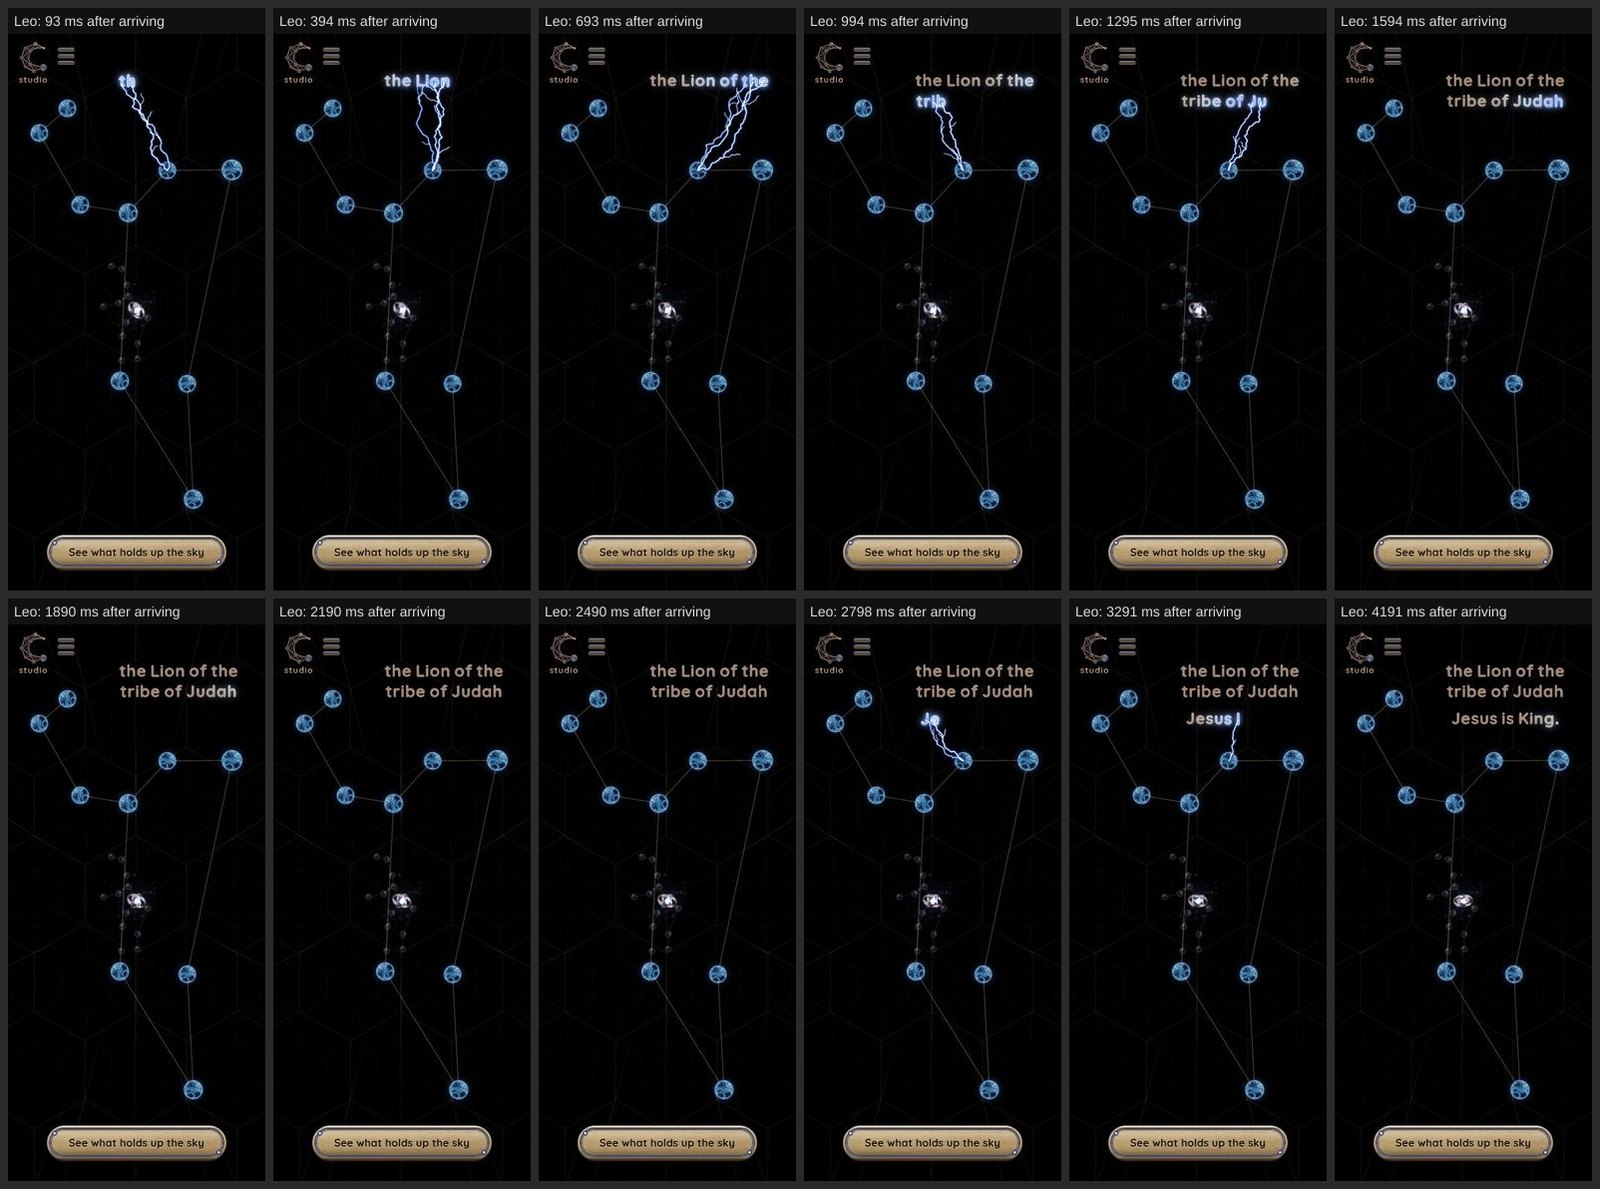 Leo: 93 ms after arriving
studio
th
See what holds up the sky
Leo: 394 ms after arriving
studio
the Lion
See what holds up the sky
Leo: 693 ms after arriving
studio
the Lion of the
See what holds up the sky
Leo: 994 ms after arriving
studio
the Lion of the
trib
See what holds up the sky
Leo: 1295 ms after arriving
studio
the Lion of the
tribe of Ju
See what holds up the sky
Leo: 1594 ms after arriving
studio
the Lion of the
tribe of Judah
See what holds up the sky
Leo: 1890 ms after arriving
studio
the Lion of the
tribe of Judah
See what holds up the sky
Leo: 2190 ms after arriving
studio
the Lion of the
tribe of Judah
See what holds up the sky
Leo: 2490 ms after arriving
studio
the Lion of the
tribe of Judah
See what holds up the sky
Leo: 2798 ms after arriving
studio
the Lion of the
tribe of Judah
Je
See what holds up the sky
Leo: 3291 ms after arriving
studio
the Lion of the
tribe of Judah
Jesus i
See what holds up the sky
Leo: 4191 ms after arriving
studio
the Lion of the
tribe of Judah
Jesus is King.
See what holds up the sky